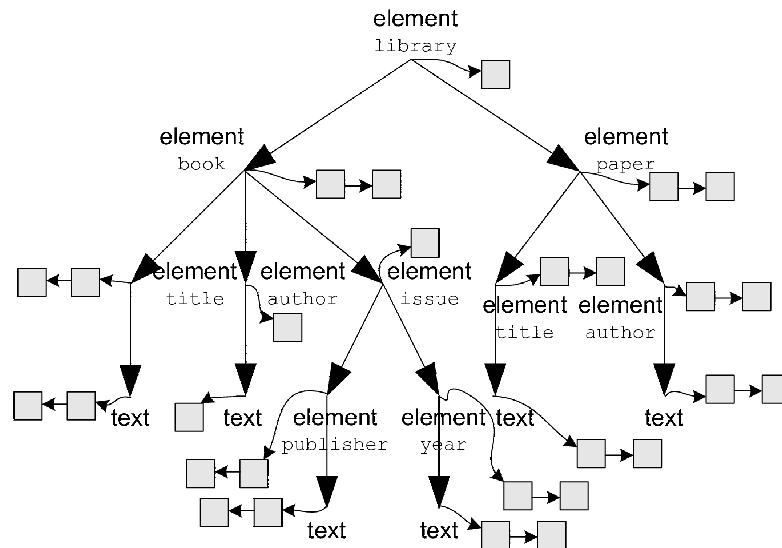 element
library
element
book
element
paper
element
title
element
author
element
issue
element
title
element
author
text
text
element
publisher
element
year
text
text
text
text